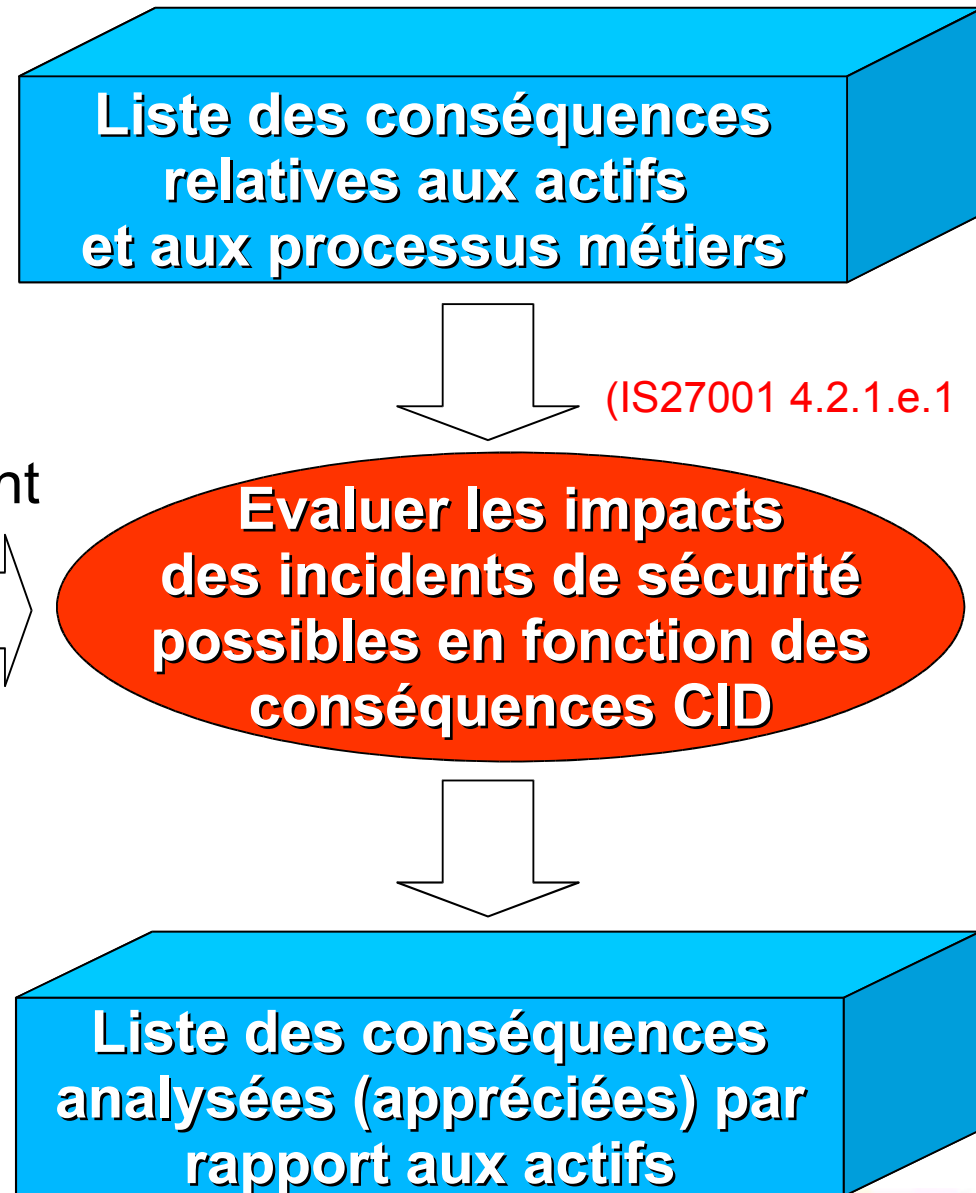 Liste des conséquences
relatives aux actifs
et aux processus métiers
(IS27001 4.2.1.e.1
nt
Evaluer les impacts
des incidents de sécurité
possibles en fonction des
conséquences CID
Liste des conséquences
analysées (appréciées) par
rapport aux actifs